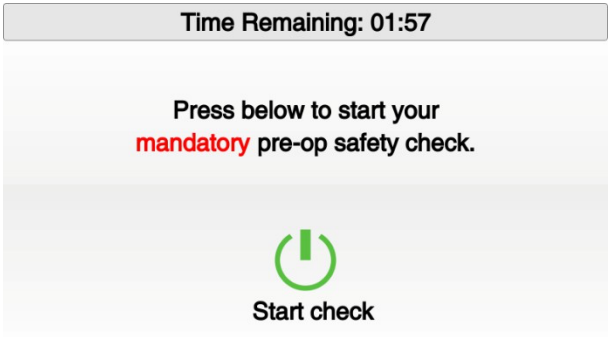 Time Remaining: 01:57
Press below to start your
mandatory pre-op safety check.
Start check